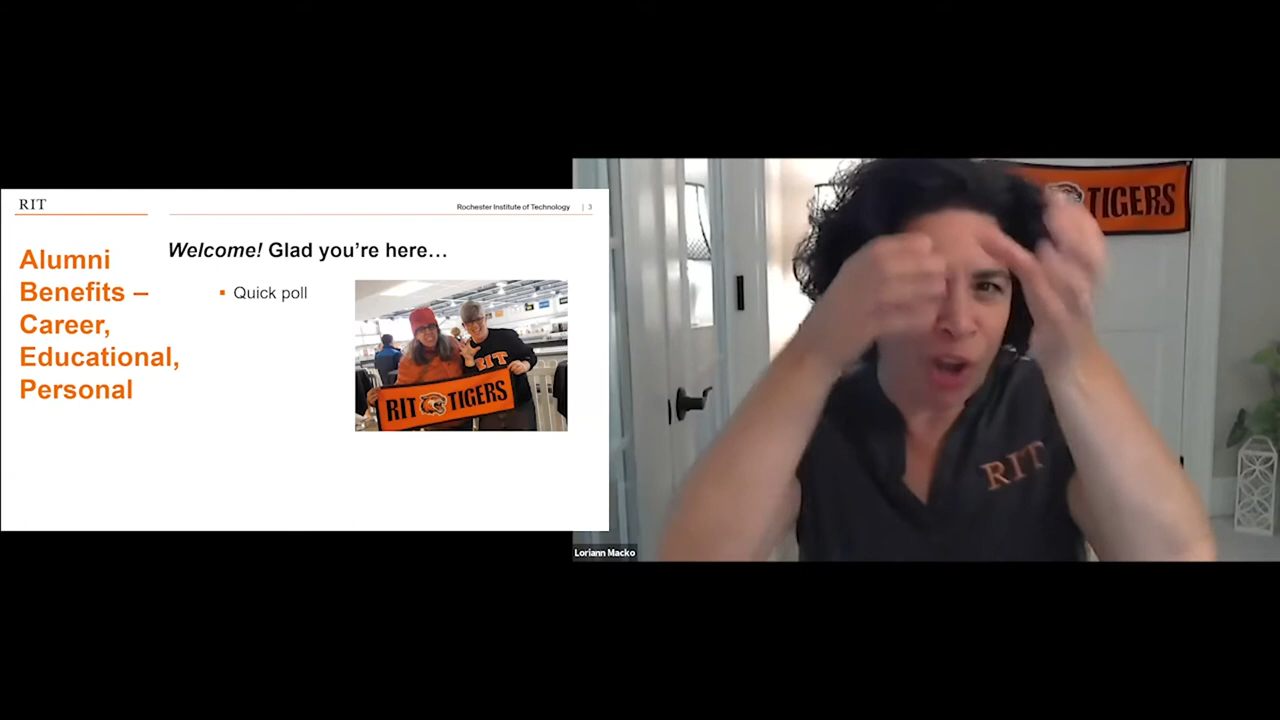 RIT
Rochester Institute of Technology | 3
Alumni
Benefits –
Career,
Educational,
Personal
Welcome! Glad you’re here…
▪ Quick poll
RIT
RIT TIGERS
TIGERS
RIT
Loriann Macko